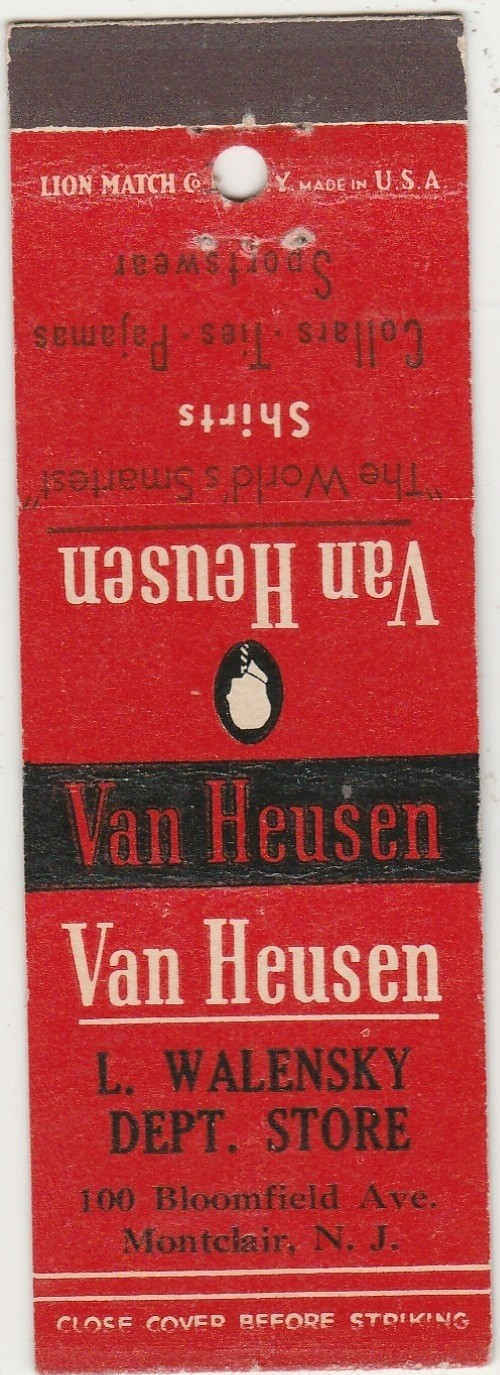 LION MATCH Co. Y. MADE IN U.S.A
Van Heusen
"The World's Smartest"
Shirts
Collars · Ties · Pajamas
Sportswear
Van Heusen
Van Heusen
L. WALENSKY
DEPT. STORE
100 Bloomfield Ave.
Montclair, N. J.
CLOSE COVER BEFORE STRIKING